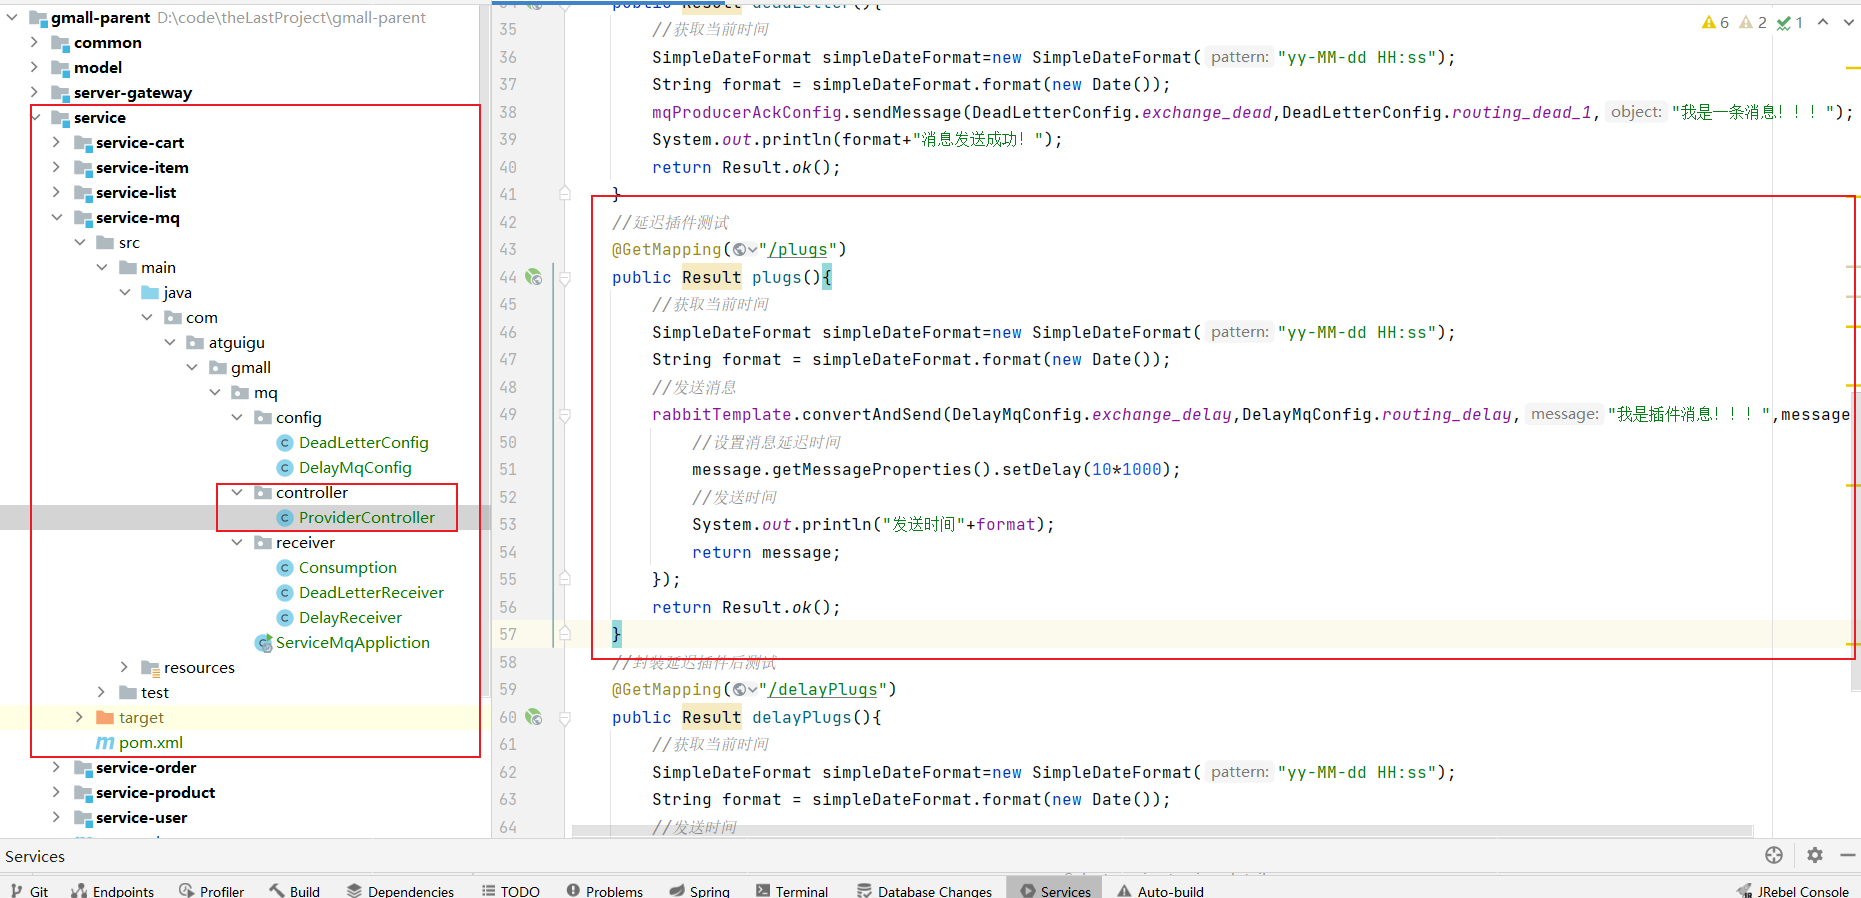 gmall-parent D:\code\theLastProject\gmall-parent
common
model
server-gateway
service
service-cart
service-item
service-list
service-mq
src
main
java
com
atguigu
gmall
mq
config
DeadLetterConfig
DelayMqConfig
controller
ProviderController
receiver
Consumption
DeadLetterReceiver
DelayReceiver
ServiceMqAppliction
resources
test
target
pom.xml
service-order
service-product
service-user
6 2 1
34 public Result deadLetter(){
35 //获取当前时间
36 SimpleDateFormat simpleDateFormat=new SimpleDateFormat( pattern: "yy-MM-dd HH:ss");
37 String format = simpleDateFormat.format(new Date());
38 mqProducerAckConfig.sendMessage(DeadLetterConfig.exchange_dead,DeadLetterConfig.routing_dead_1, object: "我是一条消息！！！");
39 System.out.println(format+"消息发送成功！");
40 return Result.ok();
41 }
42 //延迟插件测试
43 @GetMapping("/plugs")
44 public Result plugs(){
45 //获取当前时间
46 SimpleDateFormat simpleDateFormat=new SimpleDateFormat( pattern: "yy-MM-dd HH:ss");
47 String format = simpleDateFormat.format(new Date());
48 //发送消息
49 rabbitTemplate.convertAndSend(DelayMqConfig.exchange_delay,DelayMqConfig.routing_delay, message: "我是插件消息！！！",message
50 //设置消息延迟时间
51 message.getMessageProperties().setDelay(10*1000);
52 //发送时间
53 System.out.println("发送时间"+format);
54 return message;
55 });
56 return Result.ok();
57 }
58 //封装延迟插件后测试
59 @GetMapping("/delayPlugs")
60 public Result delayPlugs(){
61 //获取当前时间
62 SimpleDateFormat simpleDateFormat=new SimpleDateFormat( pattern: "yy-MM-dd HH:ss");
63 String format = simpleDateFormat.format(new Date());
64 //发送时间
Services
Git Endpoints Profiler Build Dependencies TODO Problems Spring Terminal Database Changes Services Auto-build JRebel Console